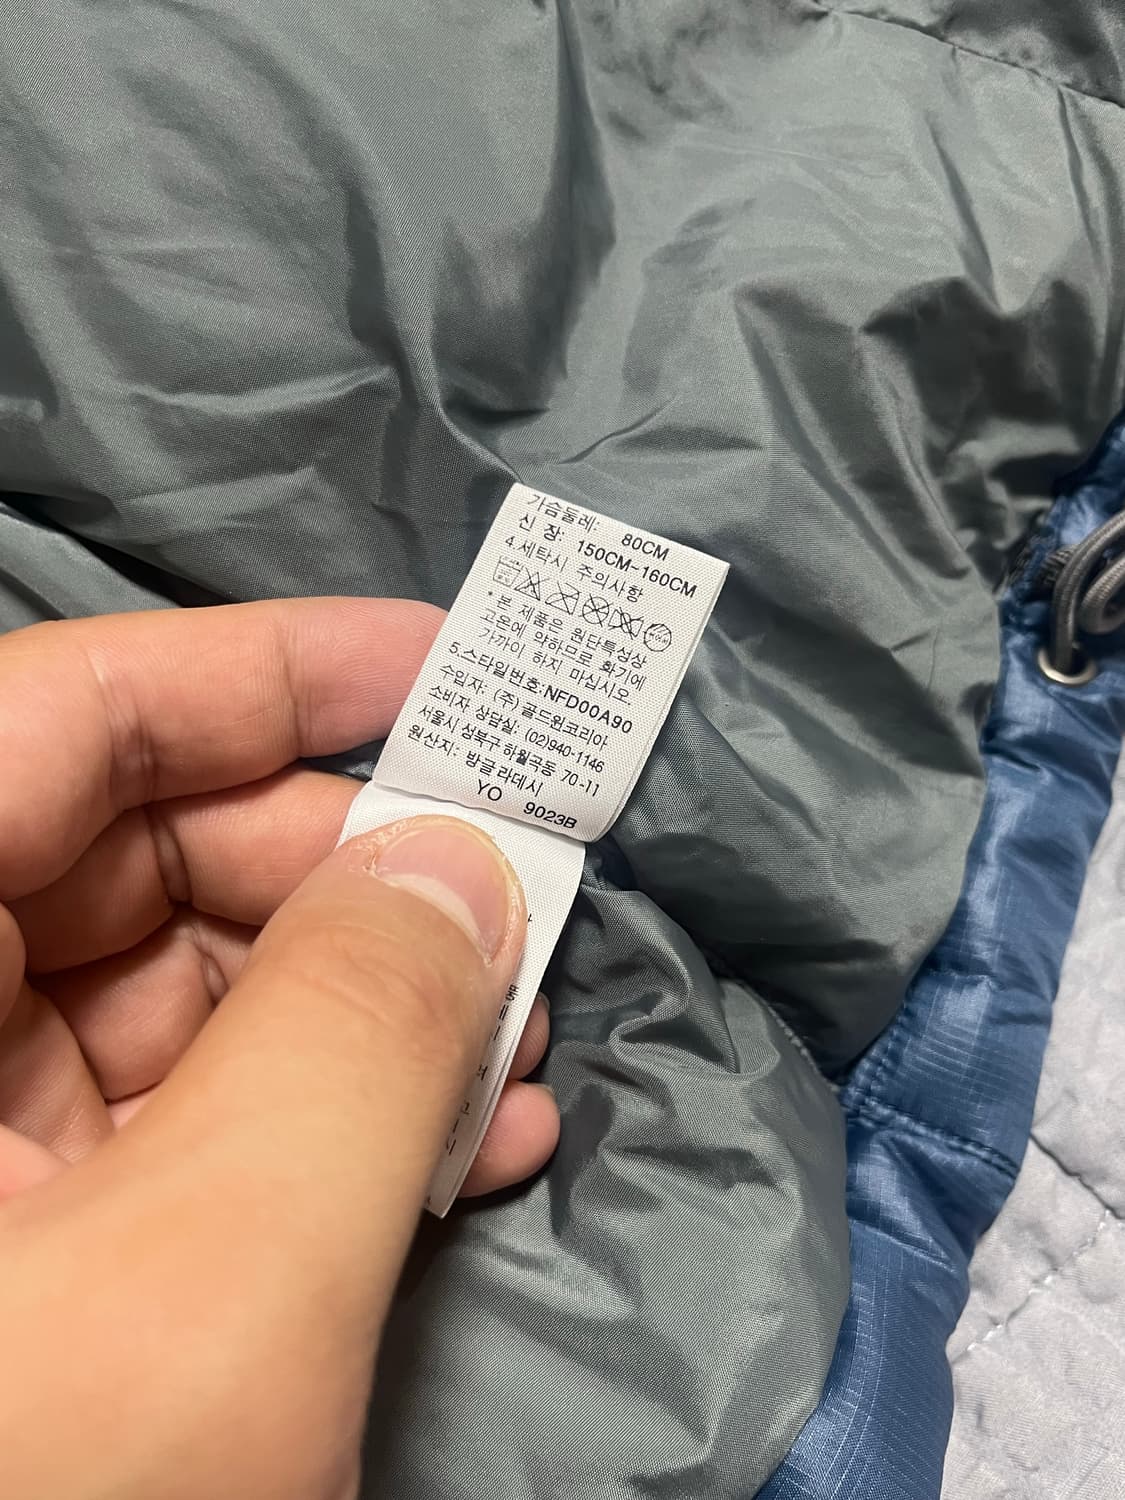 가슴둘레: 80CM
신 장: 150CM-160CM
4.세탁시 주의사항
* 본 제품은 원단특성상
고온에 약하므로 화기에
가까이 하지 마십시오.
5.스타일번호:NFD00A90
수입자: (주)골드윈코리아
소비자 상담실: (02)940-1146
서울시 성북구 하월곡동 70-11
원산지: 방글라데시
YO 9023B